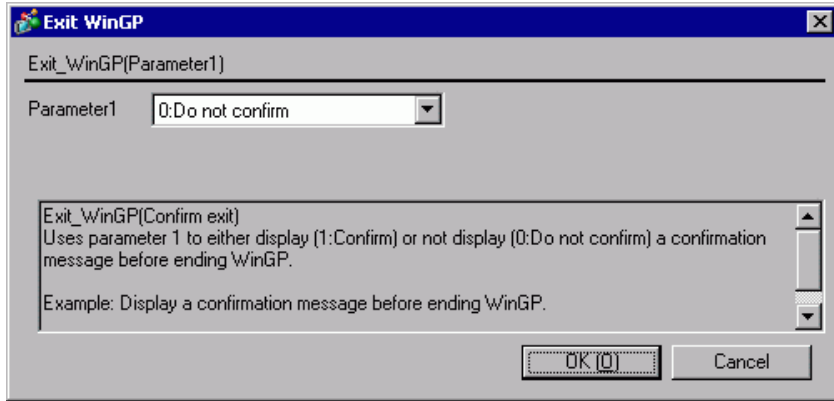 Exit WinGP
Exit_WinGP(Parameter1)
Parameter1 0:Do not confirm
Exit_WinGP(Confirm exit)
Uses parameter 1 to either display (1:Confirm) or not display (0:Do not confirm) a confirmation
message before ending WinGP.
Example: Display a confirmation message before ending WinGP.
OK (O) Cancel